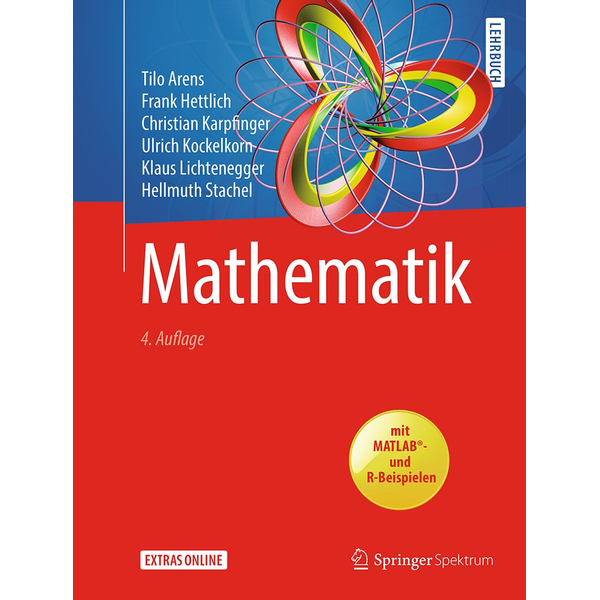 LEHRBUCH
Tilo Arens
Frank Hettlich
Christian Karpfinger
Ulrich Kockelkorn
Klaus Lichtenegger
Hellmuth Stachel
Mathematik
4. Auflage
mit
MATLAB®-
und
R-Beispielen
EXTRAS ONLINE
Springer Spektrum